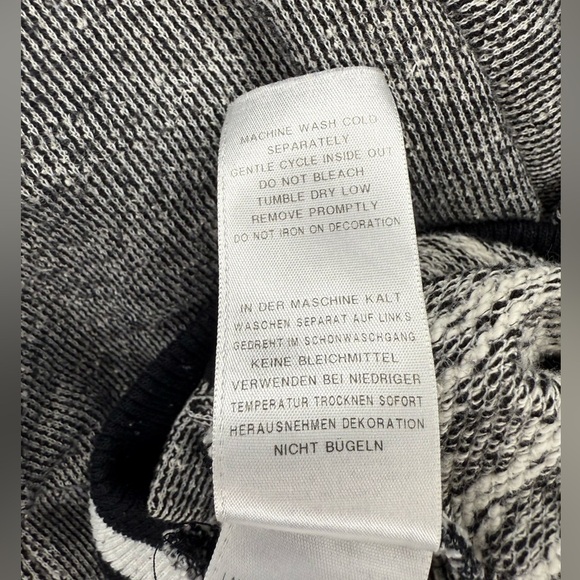 MACHINE WASH COLD
SEPARATELY
GENTLE CYCLE INSIDE OUT
DO NOT BLEACH
TUMBLE DRY LOW
REMOVE PROMPTLY
DO NOT IRON ON DECORATION
IN DER MASCHINE KALT
WASCHEN SEPARAT AUF LINKS
GEDREHT IM SCHONWASCHGANG
KEINE BLEICHMITTEL
VERWENDEN BEI NIEDRIGER
TEMPERATUR TROCKNEN SOFORT
HERAUSNEHMEN DEKORATION
NICHT BÜGELN